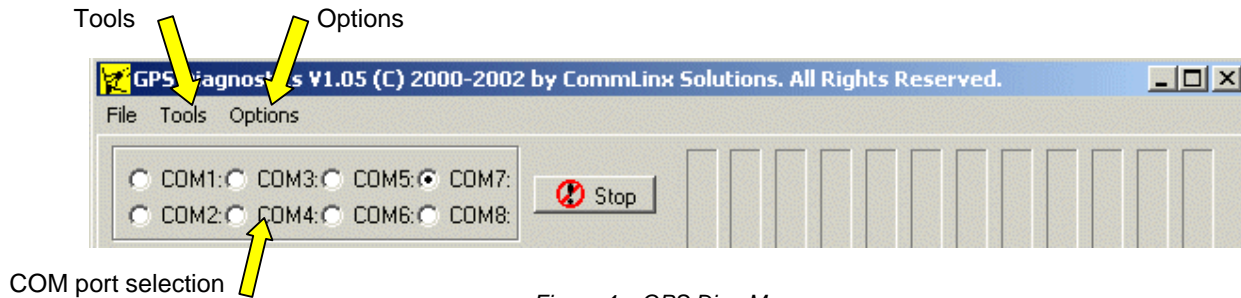 Tools Options
GPS Diagnostics V1.05 (C) 2000-2002 by CommLinx Solutions. All Rights Reserved.
File Tools Options
COM1: COM3: COM5: COM7:
Stop
COM2: COM4: COM6: COM8:
COM port selection